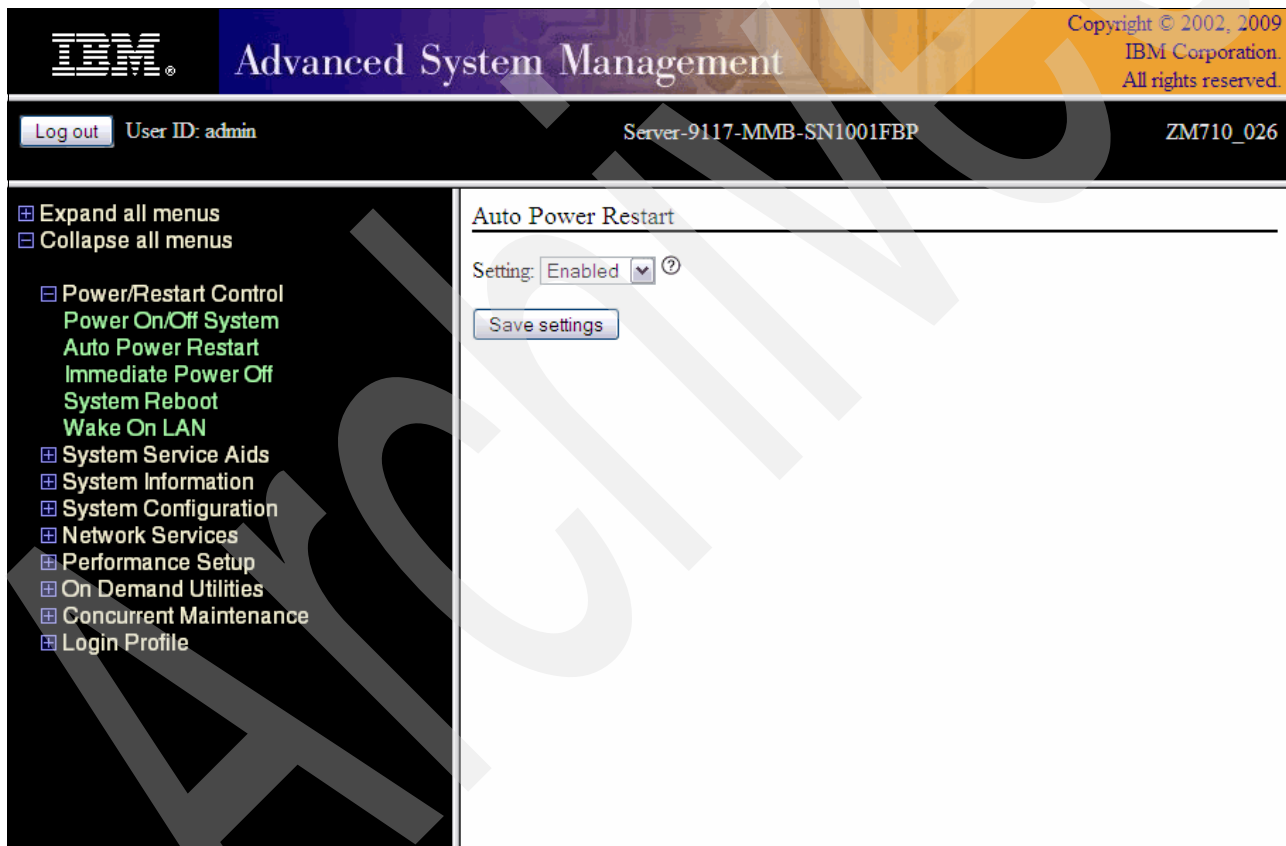 IBM®
Advanced System Management
Copyright © 2002, 2009
IBM Corporation.
All rights reserved.
Log out User ID: admin Server-9117-MMB-SN1001FBP ZM710_026
Expand all menus
Collapse all menus
Power/Restart Control
Power On/Off System
Auto Power Restart
Immediate Power Off
System Reboot
Wake On LAN
System Service Aids
System Information
System Configuration
Network Services
Performance Setup
On Demand Utilities
Concurrent Maintenance
Login Profile
Auto Power Restart
Setting: Enabled ?
Save settings
Archive